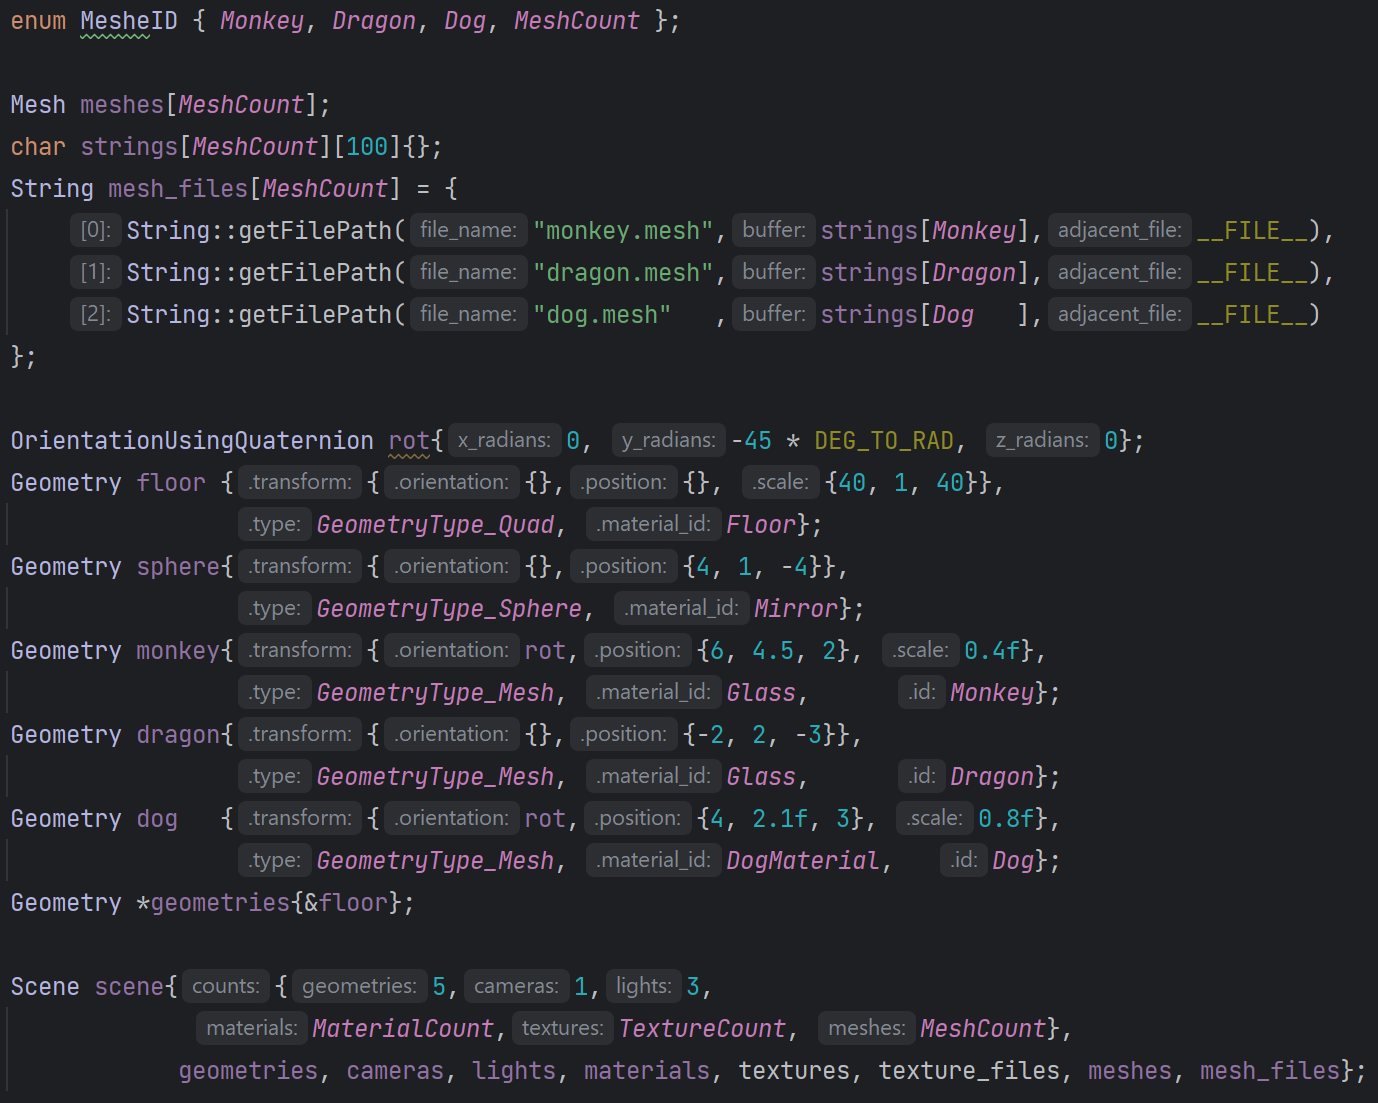 enum MesheID { Monkey, Dragon, Dog, MeshCount };
Mesh meshes[MeshCount];
char strings[MeshCount][100]{};
String mesh_files[MeshCount] = {
[0]: String::getFilePath( file_name: "monkey.mesh", buffer: strings[Monkey], adjacent_file: __FILE__),
[1]: String::getFilePath( file_name: "dragon.mesh", buffer: strings[Dragon], adjacent_file: __FILE__),
[2]: String::getFilePath( file_name: "dog.mesh"   , buffer: strings[Dog   ], adjacent_file: __FILE__)
};
OrientationUsingQuaternion rot{ x_radians: 0, y_radians: -45 * DEG_TO_RAD, z_radians: 0};
Geometry floor { .transform: { .orientation: {}, .position: {}, .scale: {40, 1, 40}},
.type: GeometryType_Quad, .material_id: Floor};
Geometry sphere{ .transform: { .orientation: {}, .position: {4, 1, -4}},
.type: GeometryType_Sphere, .material_id: Mirror};
Geometry monkey{ .transform: { .orientation: rot, .position: {6, 4.5, 2}, .scale: 0.4f},
.type: GeometryType_Mesh, .material_id: Glass, .id: Monkey};
Geometry dragon{ .transform: { .orientation: {}, .position: {-2, 2, -3}},
.type: GeometryType_Mesh, .material_id: Glass, .id: Dragon};
Geometry dog   { .transform: { .orientation: rot, .position: {4, 2.1f, 3}, .scale: 0.8f},
.type: GeometryType_Mesh, .material_id: DogMaterial, .id: Dog};
Geometry *geometries{&floor};
Scene scene{ counts: { geometries: 5, cameras: 1, lights: 3,
materials: MaterialCount, textures: TextureCount, meshes: MeshCount},
geometries, cameras, lights, materials, textures, texture_files, meshes, mesh_files};